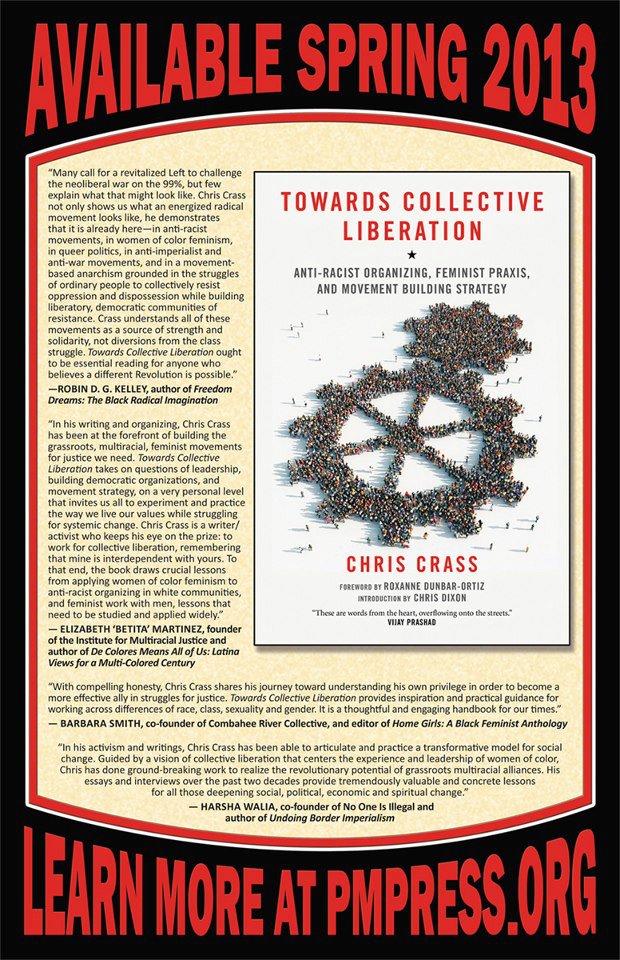 AVAILABLE SPRING 2013
"Many call for a revitalized Left to challenge
the neoliberal war on the 99%, but few
explain what that might look like. Chris Crass
not only shows us what an energized radical
movement looks like, he demonstrates
that it is already here—in anti-racist
movements, in women of color feminism,
in queer politics, in anti-imperialist and
anti-war movements, and in a movement-
based anarchism grounded in the struggles
of ordinary people to collectively resist
oppression and dispossession while building
liberatory, democratic communities of
resistance. Crass understands all of these
movements as a source of strength and
solidarity, not diversions from the class
struggle. Towards Collective Liberation ought
to be essential reading for anyone who
believes a different Revolution is possible."
—ROBIN D. G. KELLEY, author of Freedom
Dreams: The Black Radical Imagination
"In his writing and organizing, Chris Crass
has been at the forefront of building the
grassroots, multiracial, feminist movements
for justice we need. Towards Collective
Liberation takes on questions of leadership,
building democratic organizations, and
movement strategy, on a very personal level
that invites us all to experiment and practice
the way we live our values while struggling
for systemic change. Chris Crass is a writer/
activist who keeps his eye on the prize: to
work for collective liberation, remembering
that mine is interdependent with yours. To
that end, the book draws crucial lessons
from applying women of color feminism to
anti-racist organizing in white communities,
and feminist work with men, lessons that
need to be studied and applied widely."
— ELIZABETH 'BETITA' MARTINEZ, founder
of the Institute for Multiracial Justice and
author of De Colores Means All of Us: Latina
Views for a Multi-Colored Century
TOWARDS COLLECTIVE
LIBERATION
ANTI-RACIST ORGANIZING, FEMINIST PRAXIS,
AND MOVEMENT BUILDING STRATEGY
CHRIS CRASS
FOREWORD BY ROXANNE DUNBAR-ORTIZ
INTRODUCTION BY CHRIS DIXON
"These are words from the heart, overflowing onto the streets."
VIJAY PRASHAD
"With compelling honesty, Chris Crass shares his journey toward understanding his own privilege in order to become a
more effective ally in struggles for justice. Towards Collective Liberation provides inspiration and practical guidance for
working across differences of race, class, sexuality and gender. It is a thoughtful and engaging handbook for our times."
— BARBARA SMITH, co-founder of Combahee River Collective, and editor of Home Girls: A Black Feminist Anthology
"In his activism and writings, Chris Crass has been able to articulate and practice a transformative model for social
change. Guided by a vision of collective liberation that centers the experience and leadership of women of color,
Chris has done ground-breaking work to realize the revolutionary potential of grassroots multiracial alliances. His
essays and interviews over the past two decades provide tremendously valuable and concrete lessons
for all those deepening social, political, economic and spiritual change."
— HARSHA WALIA, co-founder of No One Is Illegal and
author of Undoing Border Imperialism
LEARN MORE AT PMPRESS.ORG